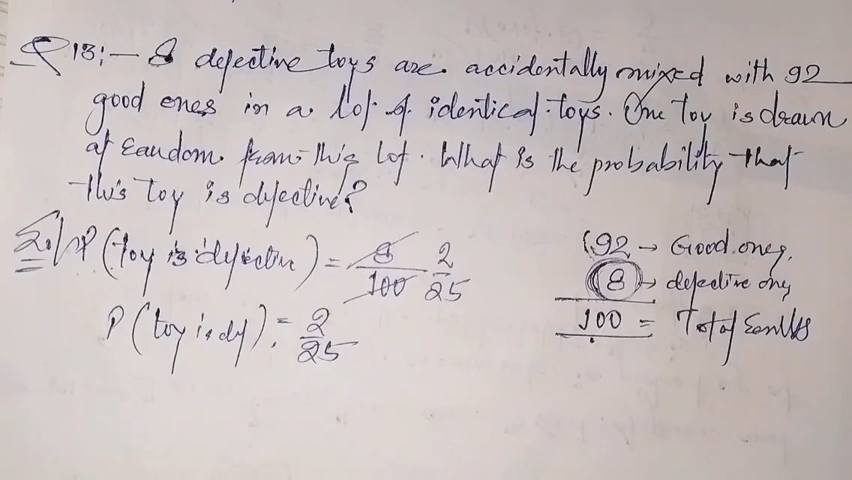 Q 13:- 8 defective toys are accidentally mixed with 92
good ones in a lot of identical toys. One toy is drawn
at random from this lot. What is the probability that
this toy is defective?
Sol/ P (toy is defective) = 8/100 2/25
P (toy is def) = 2/25
92 → Good ones,
8 → defective ones
100 = Total results